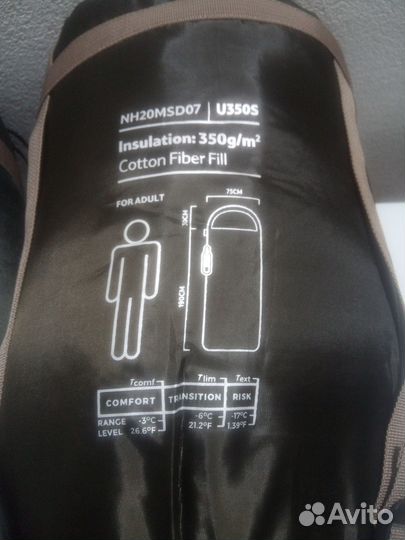 NH20MSD07 | U350S
Insulation: 350g/m²
Cotton Fiber Fill
FOR ADULT
75CM
30CM
190CM
Tcomf Tlim Text
COMFORT TRANSITION RISK
RANGE -3°C -6°C -17°C
LEVEL 26.6°F 21.2°F 1.39°F
Avito